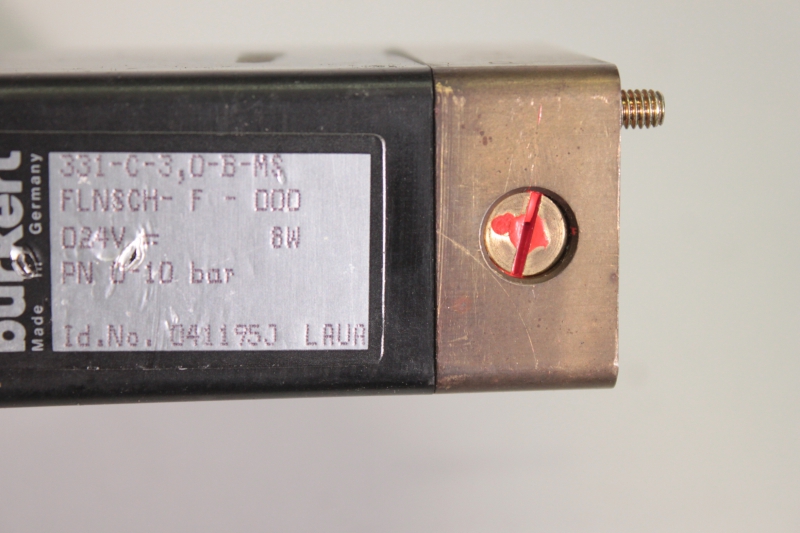 bürkert
Made in Germany
331-C-3,0-B-MS
FLNSCH- F - 000
024V = 8W
PN 0-10 bar
Id.No. 041195J LAUA